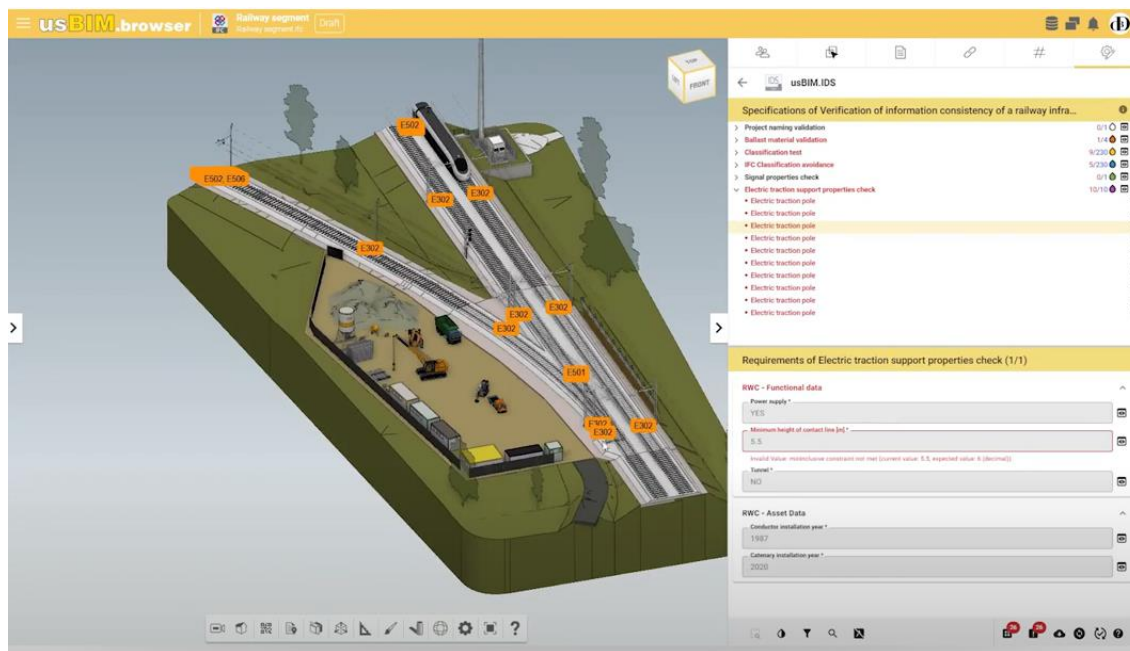 usBIM.browser
Railway segment
Railway segment.ifc
Draft
IFC
TOP
FRONT
E502
E502, E506
E302
E302
E302
E302
E302
E302
E501
E302
E302
E302
usBIM.IDS
Specifications of Verification of information consistency of a railway infra...
Project naming validation 0/1
Ballast material validation 1/4
Classification test 9/230
IFC Classification avoidance 5/230
Signal properties check 0/1
Electric traction support properties check 10/10
• Electric traction pole
• Electric traction pole
• Electric traction pole
• Electric traction pole
• Electric traction pole
• Electric traction pole
• Electric traction pole
• Electric traction pole
• Electric traction pole
• Electric traction pole
Requirements of Electric traction support properties check (1/1)
RWC - Functional data
Power supply *
YES
Minimum height of contact line [m] *
5.5
Invalid Value: minInclusive constraint not met (current value: 5.5, expected value: 6 (decimal))
Tunnel *
NO
RWC - Asset Data
Conductor installation year *
1987
Catenary installation year *
2020
26
26